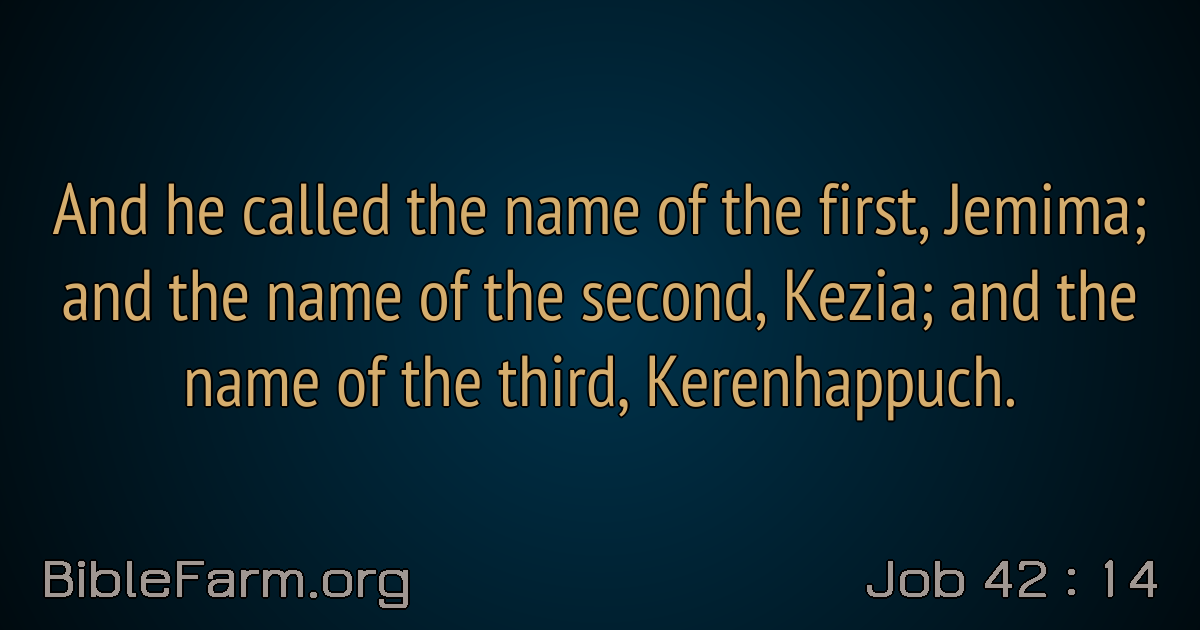 And he called the name of the first, Jemima;
and the name of the second, Kezia; and the
name of the third, Kerenhappuch.
BibleFarm.org
Job 42 : 14